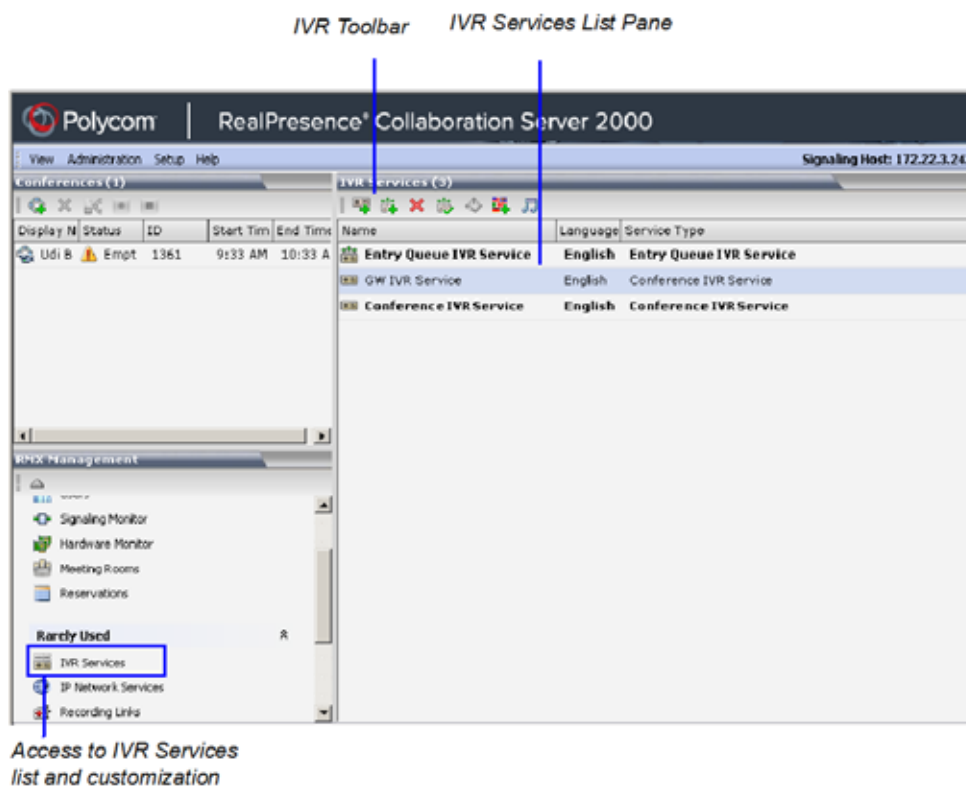 IVR Toolbar
IVR Services List Pane
Polycom
RealPresence® Collaboration Server 2000
View Administration Setup Help
Signaling Host: 172.22.3.24
Conferences (1)
IVR Services (3)
Display N Status ID Start Tim End Time
Name Language Service Type
Udi B Empt 1361 9:33 AM 10:33 A
Entry Queue IVR Service English Entry Queue IVR Service
GW IVR Service English Conference IVR Service
Conference IVR Service English Conference IVR Service
RMX Management
Users
Signaling Monitor
Hardware Monitor
Meeting Rooms
Reservations
Rarely Used
IVR Services
IP Network Services
Recording Links
Access to IVR Services
list and customization